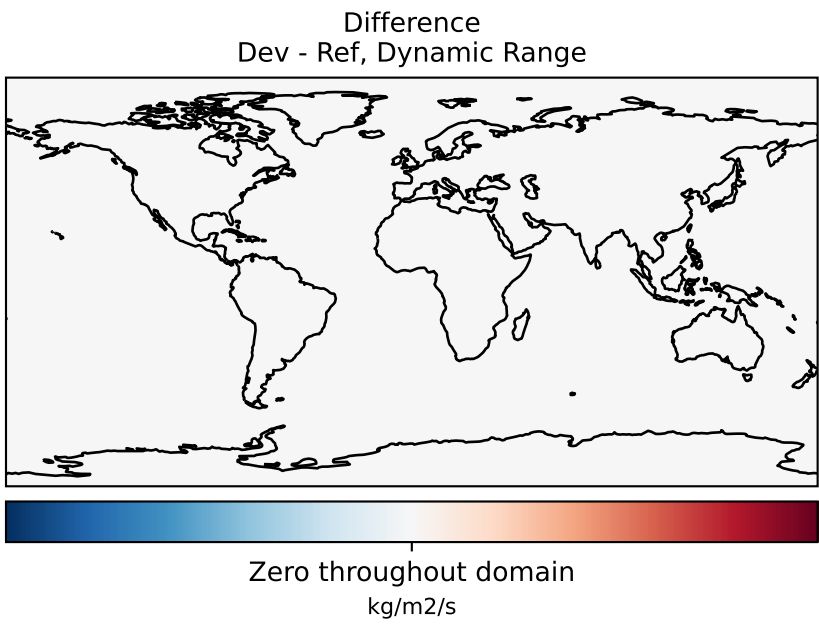 Difference
Dev - Ref, Dynamic Range
Zero throughout domain
kg/m2/s